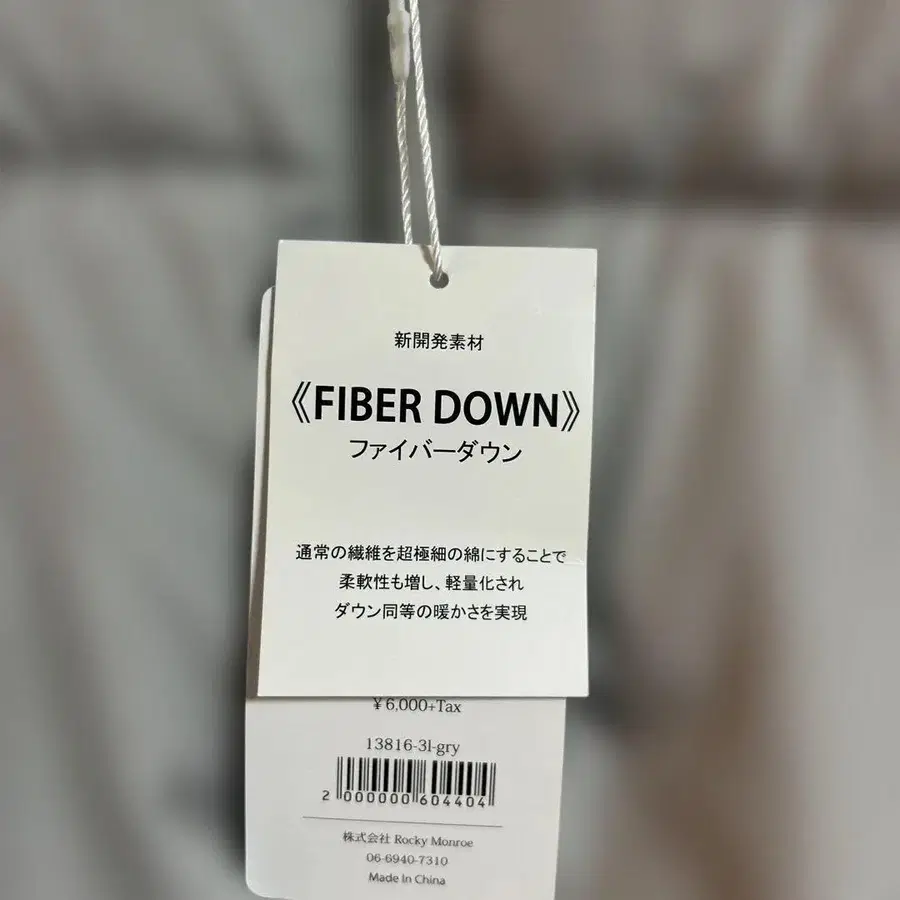 新開発素材
《FIBER DOWN》
ファイバーダウン
通常の繊維を超極細の綿にすることで
柔軟性も増し、軽量化され
ダウン同等の暖かさを実現
¥6,000+Tax
13816-3l-gry
2 000000 604404
株式会社 Rocky Monroe
06-6940-7310
Made In China